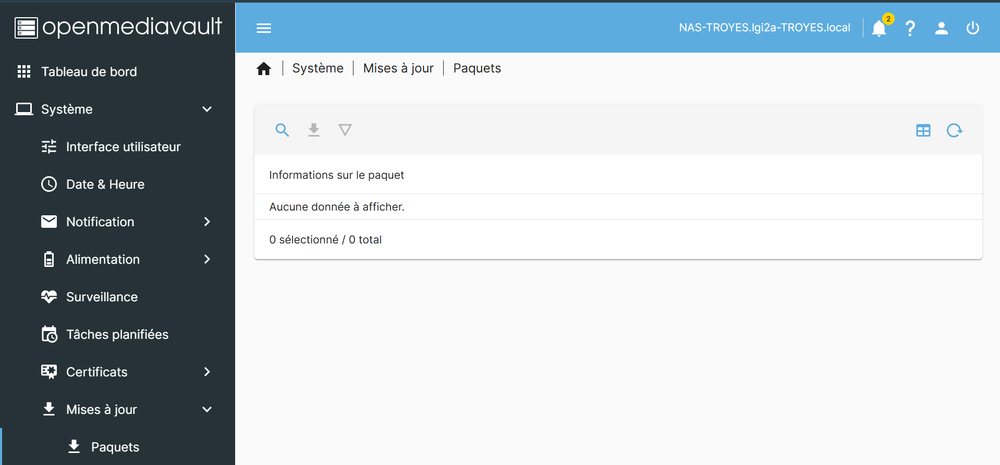 openmediavault
NAS-TROYES.lgi2a-TROYES.local
2
Tableau de bord
Système
Interface utilisateur
Date & Heure
Notification
Alimentation
Surveillance
Tâches planifiées
Certificats
Mises à jour
Paquets
Système | Mises à jour | Paquets
Informations sur le paquet
Aucune donnée à afficher.
0 sélectionné / 0 total